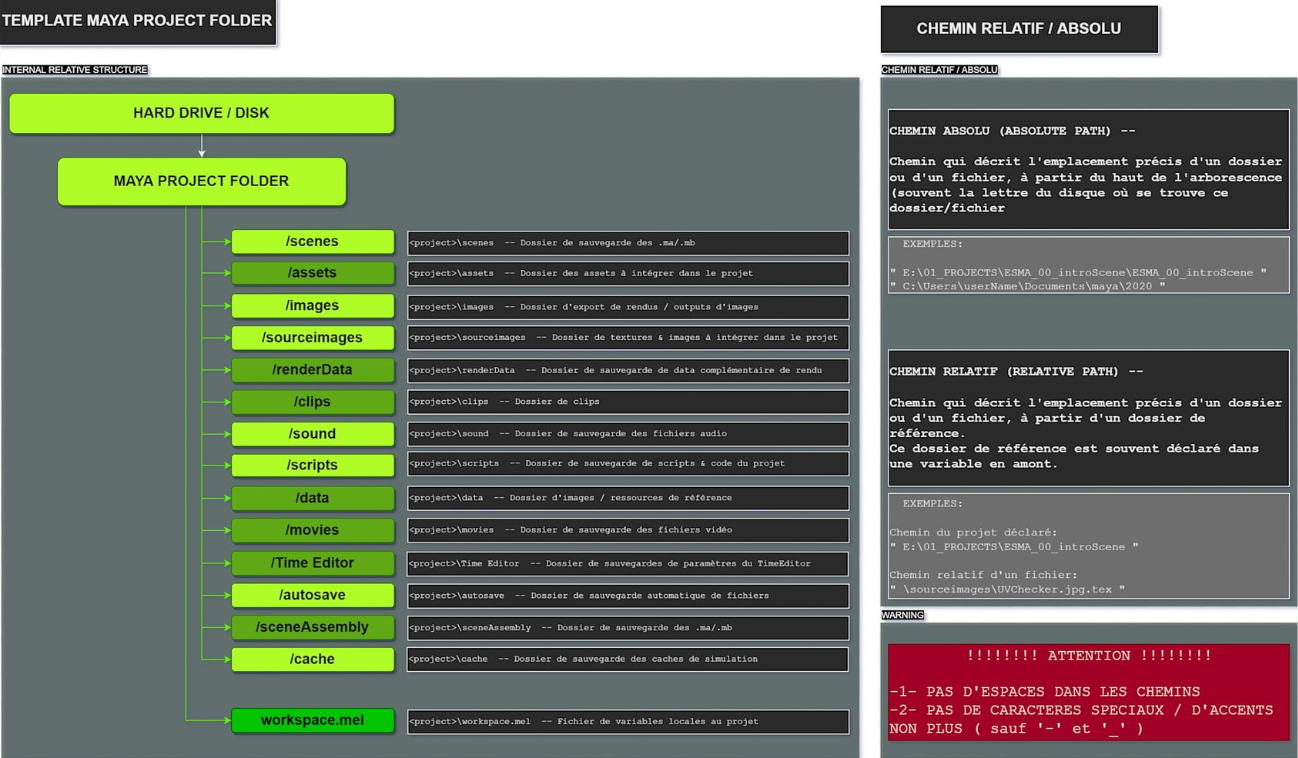 TEMPLATE MAYA PROJECT FOLDER
INTERNAL RELATIVE STRUCTURE
HARD DRIVE / DISK
MAYA PROJECT FOLDER
/scenes
<project>\scenes -- Dossier de sauvegarde des .ma/.mb
/assets
<project>\assets -- Dossier des assets à intégrer dans le projet
/images
<project>\images -- Dossier d'export de rendus / outputs d'images
/sourceimages
<project>\sourceimages -- Dossier de textures & images à intégrer dans le projet
/renderData
<project>\renderData -- Dossier de sauvegarde de data complémentaire de rendu
/clips
<project>\clips -- Dossier de clips
/sound
<project>\sound -- Dossier de sauvegarde des fichiers audio
/scripts
<project>\scripts -- Dossier de sauvegarde de scripts & code du projet
/data
<project>\data -- Dossier d'images / ressources de référence
/movies
<project>\movies -- Dossier de sauvegarde des fichiers vidéo
/Time Editor
<project>\Time Editor -- Dossier de sauvegardes de paramètres du TimeEditor
/autosave
<project>\autosave -- Dossier de sauvegarde automatique de fichiers
/sceneAssembly
<project>\sceneAssembly -- Dossier de sauvegarde des .ma/.mb
/cache
<project>\cache -- Dossier de sauvegarde des caches de simulation
workspace.mel
<project>\workspace.mel -- Fichier de variables locales au projet
CHEMIN RELATIF / ABSOLU
CHEMIN RELATIF / ABSOLU
CHEMIN ABSOLU (ABSOLUTE PATH) --
Chemin qui décrit l'emplacement précis d'un dossier
ou d'un fichier, à partir du haut de l'arborescence
(souvent la lettre du disque où se trouve ce
dossier/fichier
EXEMPLES:
" E:\01_PROJECTS\ESMA_00_introScene\ESMA_00_introScene "
" C:\Users\userName\Documents\maya\2020 "
CHEMIN RELATIF (RELATIVE PATH) --
Chemin qui décrit l'emplacement précis d'un dossier
ou d'un fichier, à partir d'un dossier de
référence.
Ce dossier de référence est souvent déclaré dans
une variable en amont.
EXEMPLES:
Chemin du projet déclaré:
" E:\01_PROJECTS\ESMA_00_introScene "
Chemin relatif d'un fichier:
" \sourceimages\UVChecker.jpg.tex "
WARNING
!!!!!!!! ATTENTION !!!!!!!!
-1- PAS D'ESPACES DANS LES CHEMINS
-2- PAS DE CARACTERES SPECIAUX / D'ACCENTS
NON PLUS ( sauf '-' et '_' )